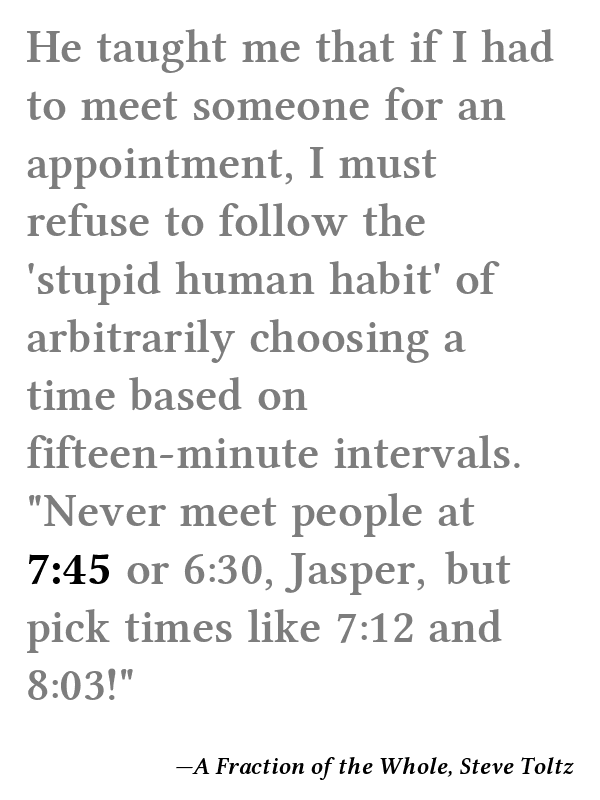 He taught me that if I had
to meet someone for an
appointment, I must
refuse to follow the
'stupid human habit' of
arbitrarily choosing a
time based on
fifteen-minute intervals.
"Never meet people at
7:45 or 6:30, Jasper, but
pick times like 7:12 and
8:03!"
—A Fraction of the Whole, Steve Toltz